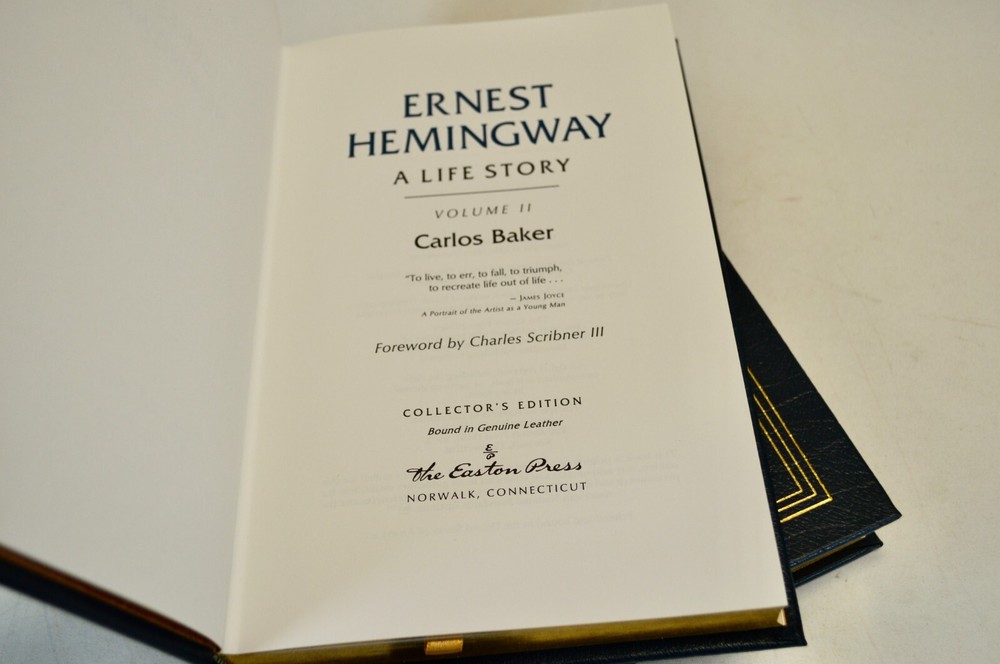 ERNEST
HEMINGWAY
A LIFE STORY
VOLUME II
Carlos Baker
"To live, to err, to fall, to triumph,
to recreate life out of life . . .
— JAMES JOYCE
A Portrait of the Artist as a Young Man
Foreword by Charles Scribner III
COLLECTOR'S EDITION
Bound in Genuine Leather
The Easton Press
NORWALK, CONNECTICUT